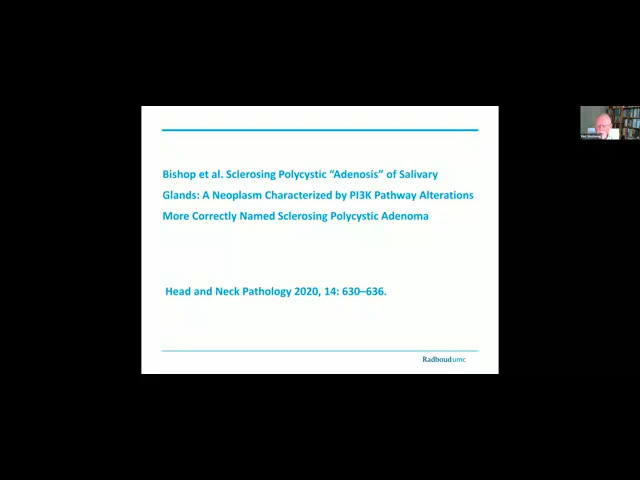 Bishop et al. Sclerosing Polycystic “Adenosis” of Salivary
Glands: A Neoplasm Characterized by PI3K Pathway Alterations
More Correctly Named Sclerosing Polycystic Adenoma
Head and Neck Pathology 2020, 14: 630–636.
Radboudumc